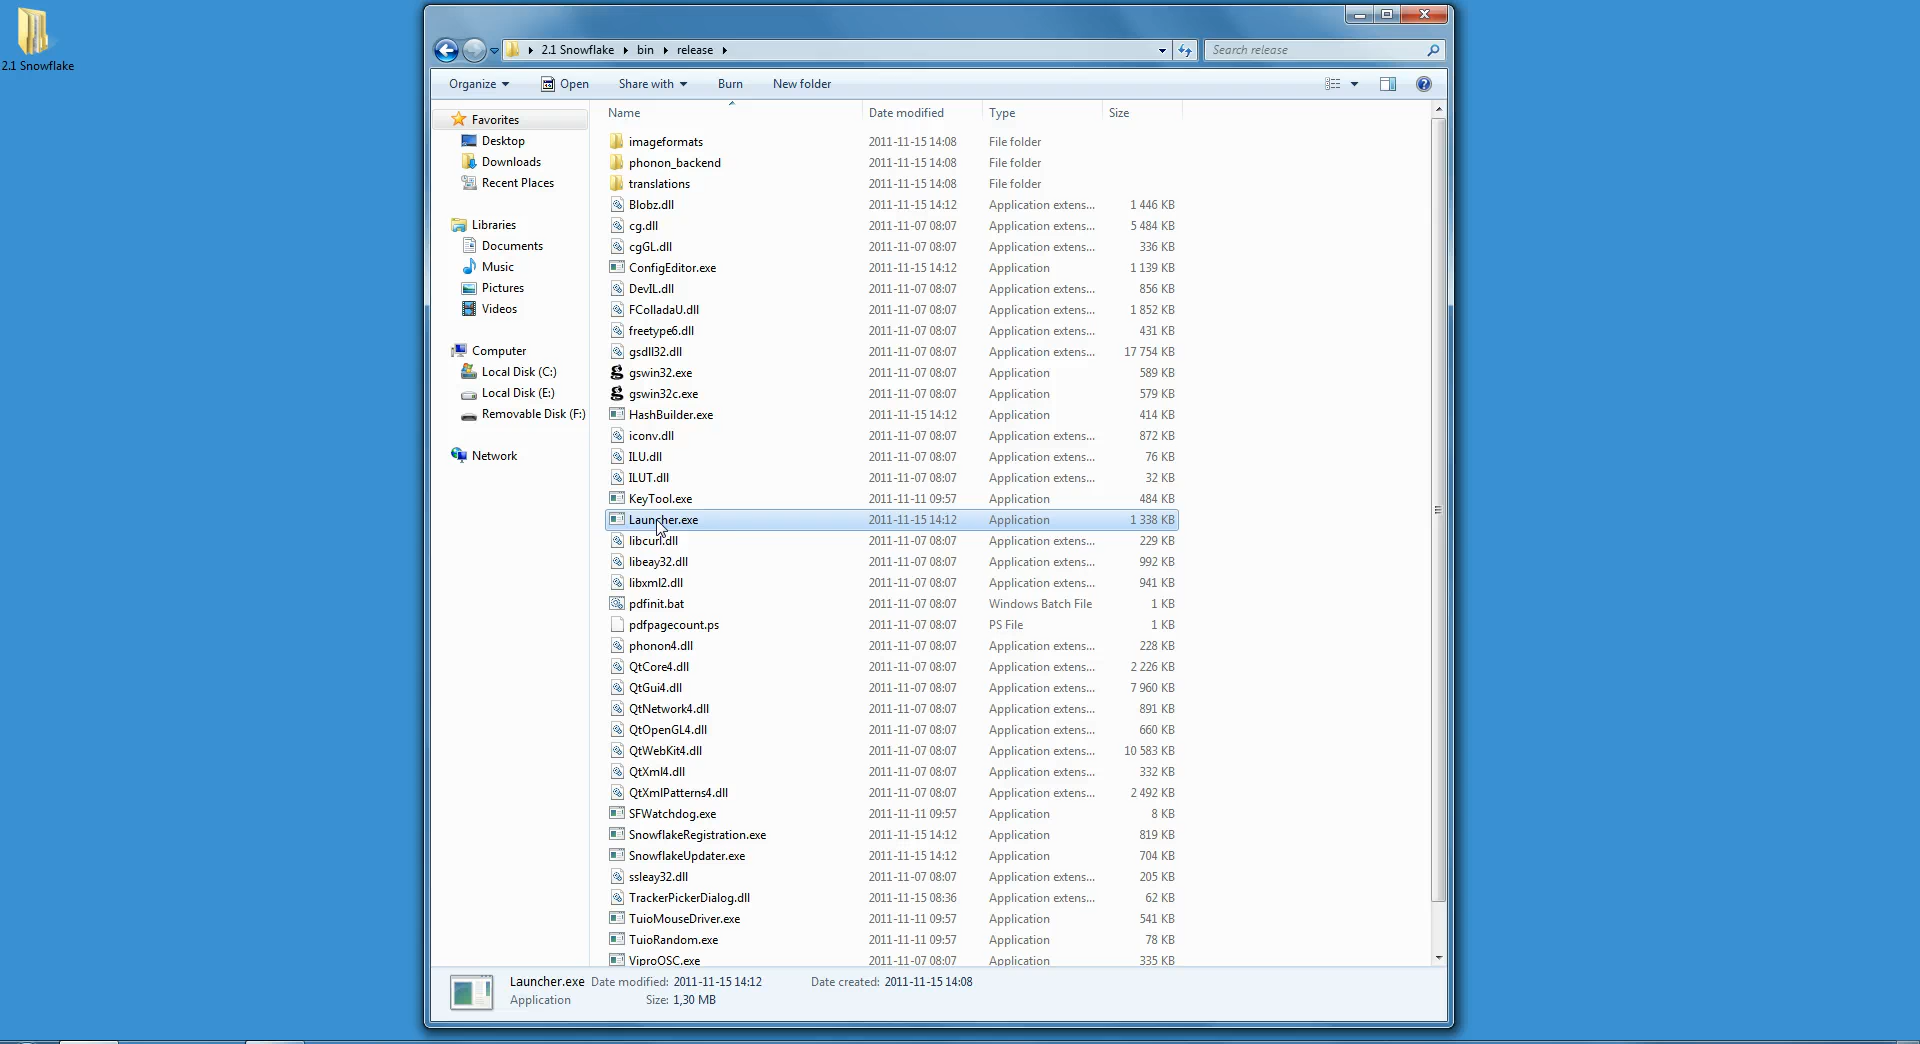 2.1 Snowflake
2.1 Snowflake bin release
Search release
Organize Open Share with Burn New folder
Favorites
Desktop
Downloads
Recent Places
Libraries
Documents
Music
Pictures
Videos
Computer
Local Disk (C:)
Local Disk (E:)
Removable Disk (F:)
Network
Name Date modified Type Size
imageformats 2011-11-15 14:08 File folder
phonon_backend 2011-11-15 14:08 File folder
translations 2011-11-15 14:08 File folder
Blobz.dll 2011-11-15 14:12 Application extens... 1 446 KB
cg.dll 2011-11-07 08:07 Application extens... 5 484 KB
cgGL.dll 2011-11-07 08:07 Application extens... 336 KB
ConfigEditor.exe 2011-11-15 14:12 Application 1 139 KB
DevIL.dll 2011-11-07 08:07 Application extens... 856 KB
FColladaU.dll 2011-11-07 08:07 Application extens... 1 852 KB
freetype6.dll 2011-11-07 08:07 Application extens... 431 KB
gsdll32.dll 2011-11-07 08:07 Application extens... 17 754 KB
gswin32.exe 2011-11-07 08:07 Application 589 KB
gswin32c.exe 2011-11-07 08:07 Application 579 KB
HashBuilder.exe 2011-11-15 14:12 Application 414 KB
iconv.dll 2011-11-07 08:07 Application extens... 872 KB
ILU.dll 2011-11-07 08:07 Application extens... 76 KB
ILUT.dll 2011-11-07 08:07 Application extens... 32 KB
KeyTool.exe 2011-11-11 09:57 Application 484 KB
Launcher.exe 2011-11-15 14:12 Application 1 338 KB
libcurl.dll 2011-11-07 08:07 Application extens... 229 KB
libeay32.dll 2011-11-07 08:07 Application extens... 992 KB
libxml2.dll 2011-11-07 08:07 Application extens... 941 KB
pdfinit.bat 2011-11-07 08:07 Windows Batch File 1 KB
pdfpagecount.ps 2011-11-07 08:07 PS File 1 KB
phonon4.dll 2011-11-07 08:07 Application extens... 228 KB
QtCore4.dll 2011-11-07 08:07 Application extens... 2 226 KB
QtGui4.dll 2011-11-07 08:07 Application extens... 7 960 KB
QtNetwork4.dll 2011-11-07 08:07 Application extens... 891 KB
QtOpenGL4.dll 2011-11-07 08:07 Application extens... 660 KB
QtWebKit4.dll 2011-11-07 08:07 Application extens... 10 583 KB
QtXml4.dll 2011-11-07 08:07 Application extens... 332 KB
QtXmlPatterns4.dll 2011-11-07 08:07 Application extens... 2 492 KB
SFWatchdog.exe 2011-11-11 09:57 Application 8 KB
SnowflakeRegistration.exe 2011-11-15 14:12 Application 819 KB
SnowflakeUpdater.exe 2011-11-15 14:12 Application 704 KB
ssleay32.dll 2011-11-07 08:07 Application extens... 205 KB
TrackerPickerDialog.dll 2011-11-15 08:36 Application extens... 62 KB
TuioMouseDriver.exe 2011-11-11 09:57 Application 541 KB
TuioRandom.exe 2011-11-11 09:57 Application 78 KB
ViproOSC.exe 2011-11-07 08:07 Application 335 KB
Launcher.exe Date modified: 2011-11-15 14:12 Date created: 2011-11-15 14:08
Application Size: 1,30 MB